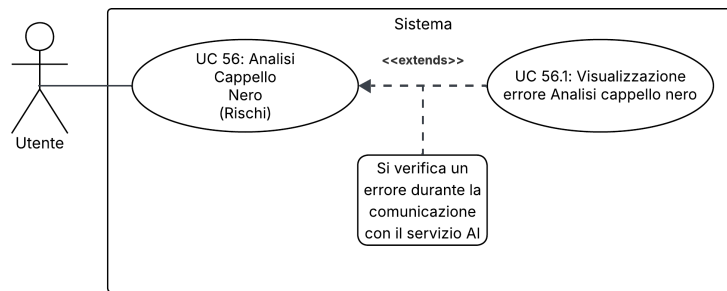 Sistema
UC 56: Analisi
Cappello
Nero
(Rischi)
<<extends>>
UC 56.1: Visualizzazione
errore Analisi cappello nero
Utente
Si verifica un
errore durante la
comunicazione
con il servizio AI